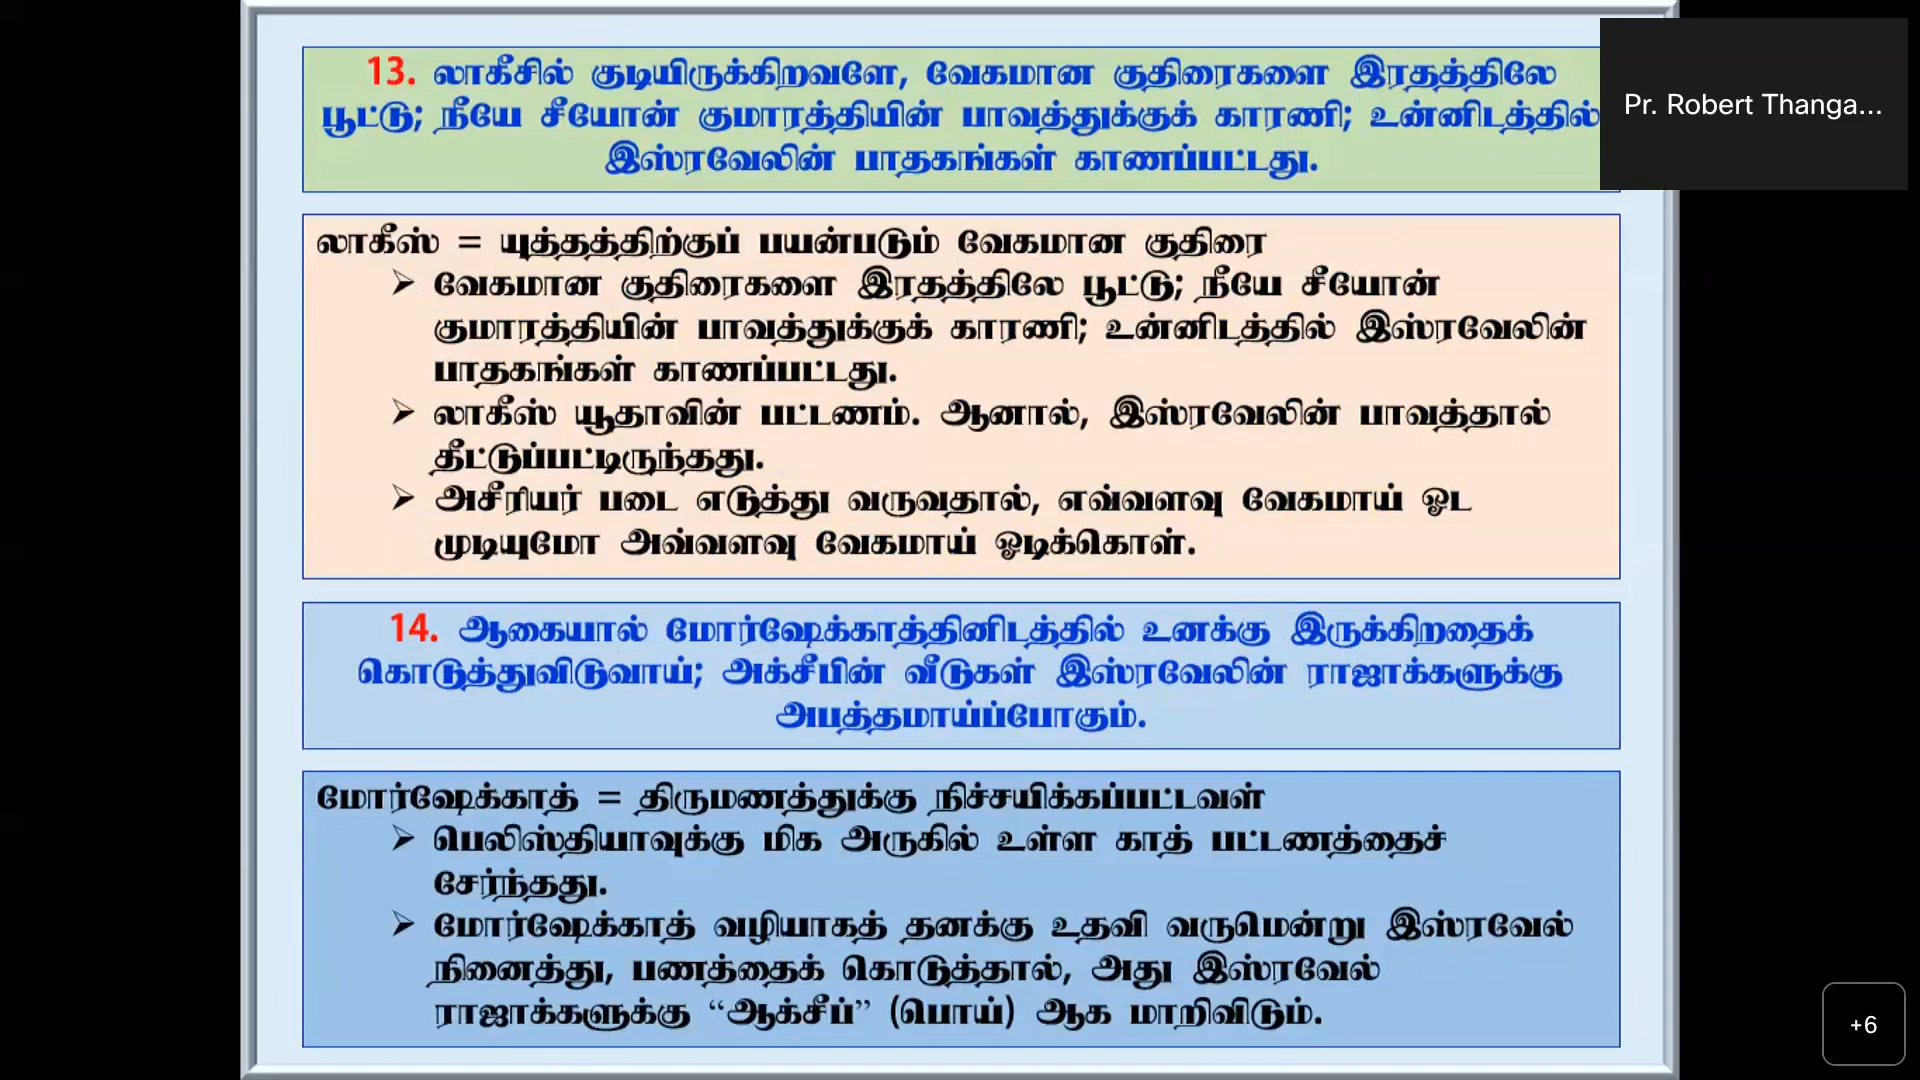 13. லாகீசில் குடியிருக்கிறவளே, வேகமான குதிரைகளை இரதத்திலே
பூட்டு; நீயே சீயோன் குமாரத்தியின் பாவத்துக்குக் காரணி; உன்னிடத்தில்
இஸ்ரவேலின் பாதகங்கள் காணப்பட்டது.
Pr. Robert Thanga...
லாகீஸ் = யுத்தத்திற்குப் பயன்படும் வேகமான குதிரை
➢ வேகமான குதிரைகளை இரதத்திலே பூட்டு; நீயே சீயோன்
குமாரத்தியின் பாவத்துக்குக் காரணி; உன்னிடத்தில் இஸ்ரவேலின்
பாதகங்கள் காணப்பட்டது.
➢ லாகீஸ் யூதாவின் பட்டணம். ஆனால், இஸ்ரவேலின் பாவத்தால்
தீட்டுப்பட்டிருந்தது.
➢ அசீரியர் படை எடுத்து வருவதால், எவ்வளவு வேகமாய் ஓட
முடியுமோ அவ்வளவு வேகமாய் ஓடிக்கொள்.
14. ஆகையால் மோர்ஷேக்காத்தினிடத்தில் உனக்கு இருக்கிறதைக்
கொடுத்துவிடுவாய்; அக்சீபின் வீடுகள் இஸ்ரவேலின் ராஜாக்களுக்கு
அபத்தமாய்ப்போகும்.
மோர்ஷேக்காத் = திருமணத்துக்கு நிச்சயிக்கப்பட்டவள்
➢ பெலிஸ்தியாவுக்கு மிக அருகில் உள்ள காத் பட்டணத்தைச்
சேர்ந்தது.
➢ மோர்ஷேக்காத் வழியாகத் தனக்கு உதவி வருமென்று இஸ்ரவேல்
நினைத்து, பணத்தைக் கொடுத்தால், அது இஸ்ரவேல்
ராஜாக்களுக்கு “ஆக்சீப்” (பொய்) ஆக மாறிவிடும்.
+6